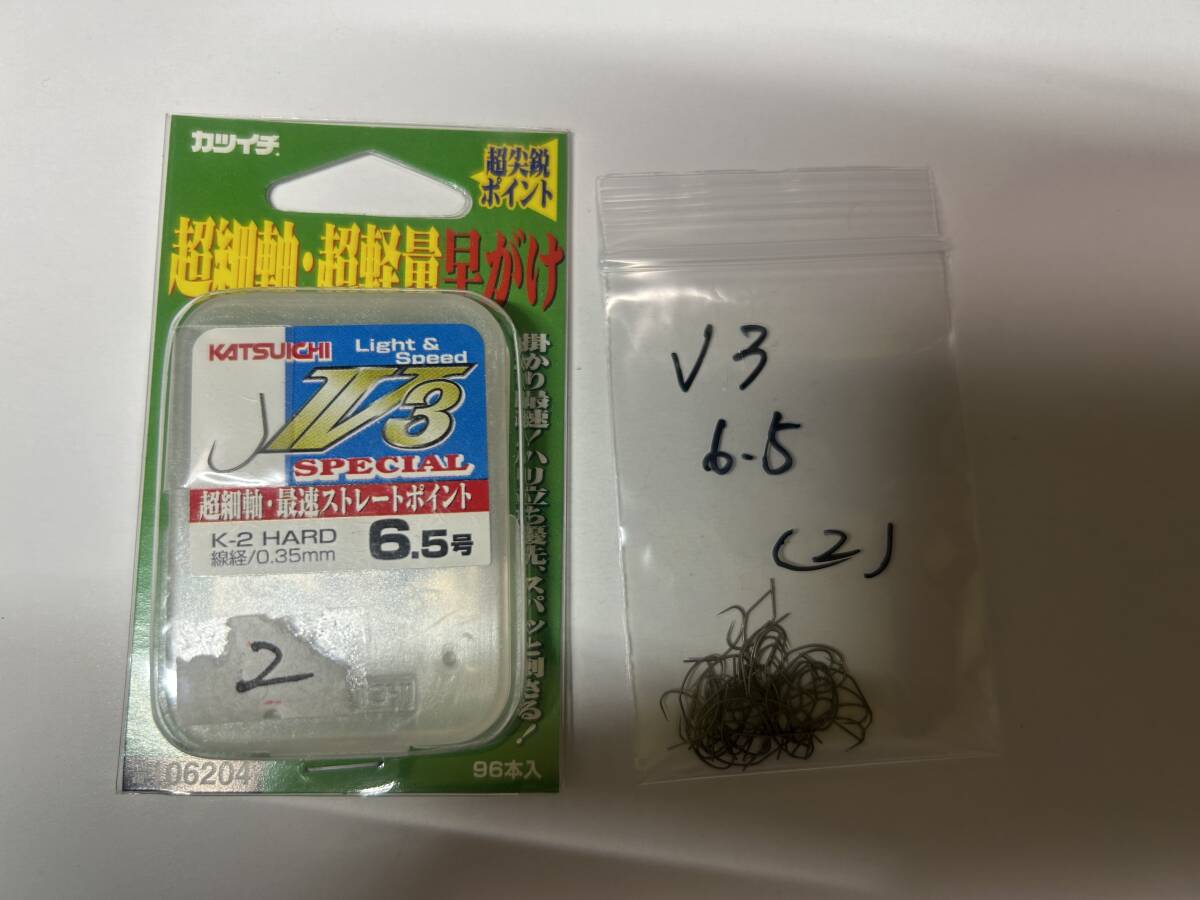 カツイチ
超尖鋭
ポイント
超細軸・超軽量早がけ
KATSUICHI
Light &
Speed
V3
SPECIAL
超細軸・最速ストレートポイント
K-2 HARD
線経/0.35mm
6.5号
掛かり最速!ハリ立ち優先、スパッと刺さる!
2
06204
96本入
V3
6.5
(2)